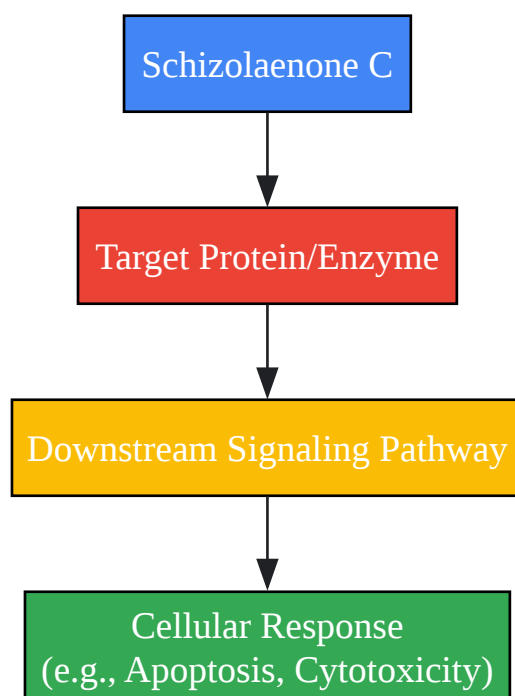 Schizolaenone C
Target Protein/Enzyme
Downstream Signaling Pathway
Cellular Response
(e.g., Apoptosis, Cytotoxicity)